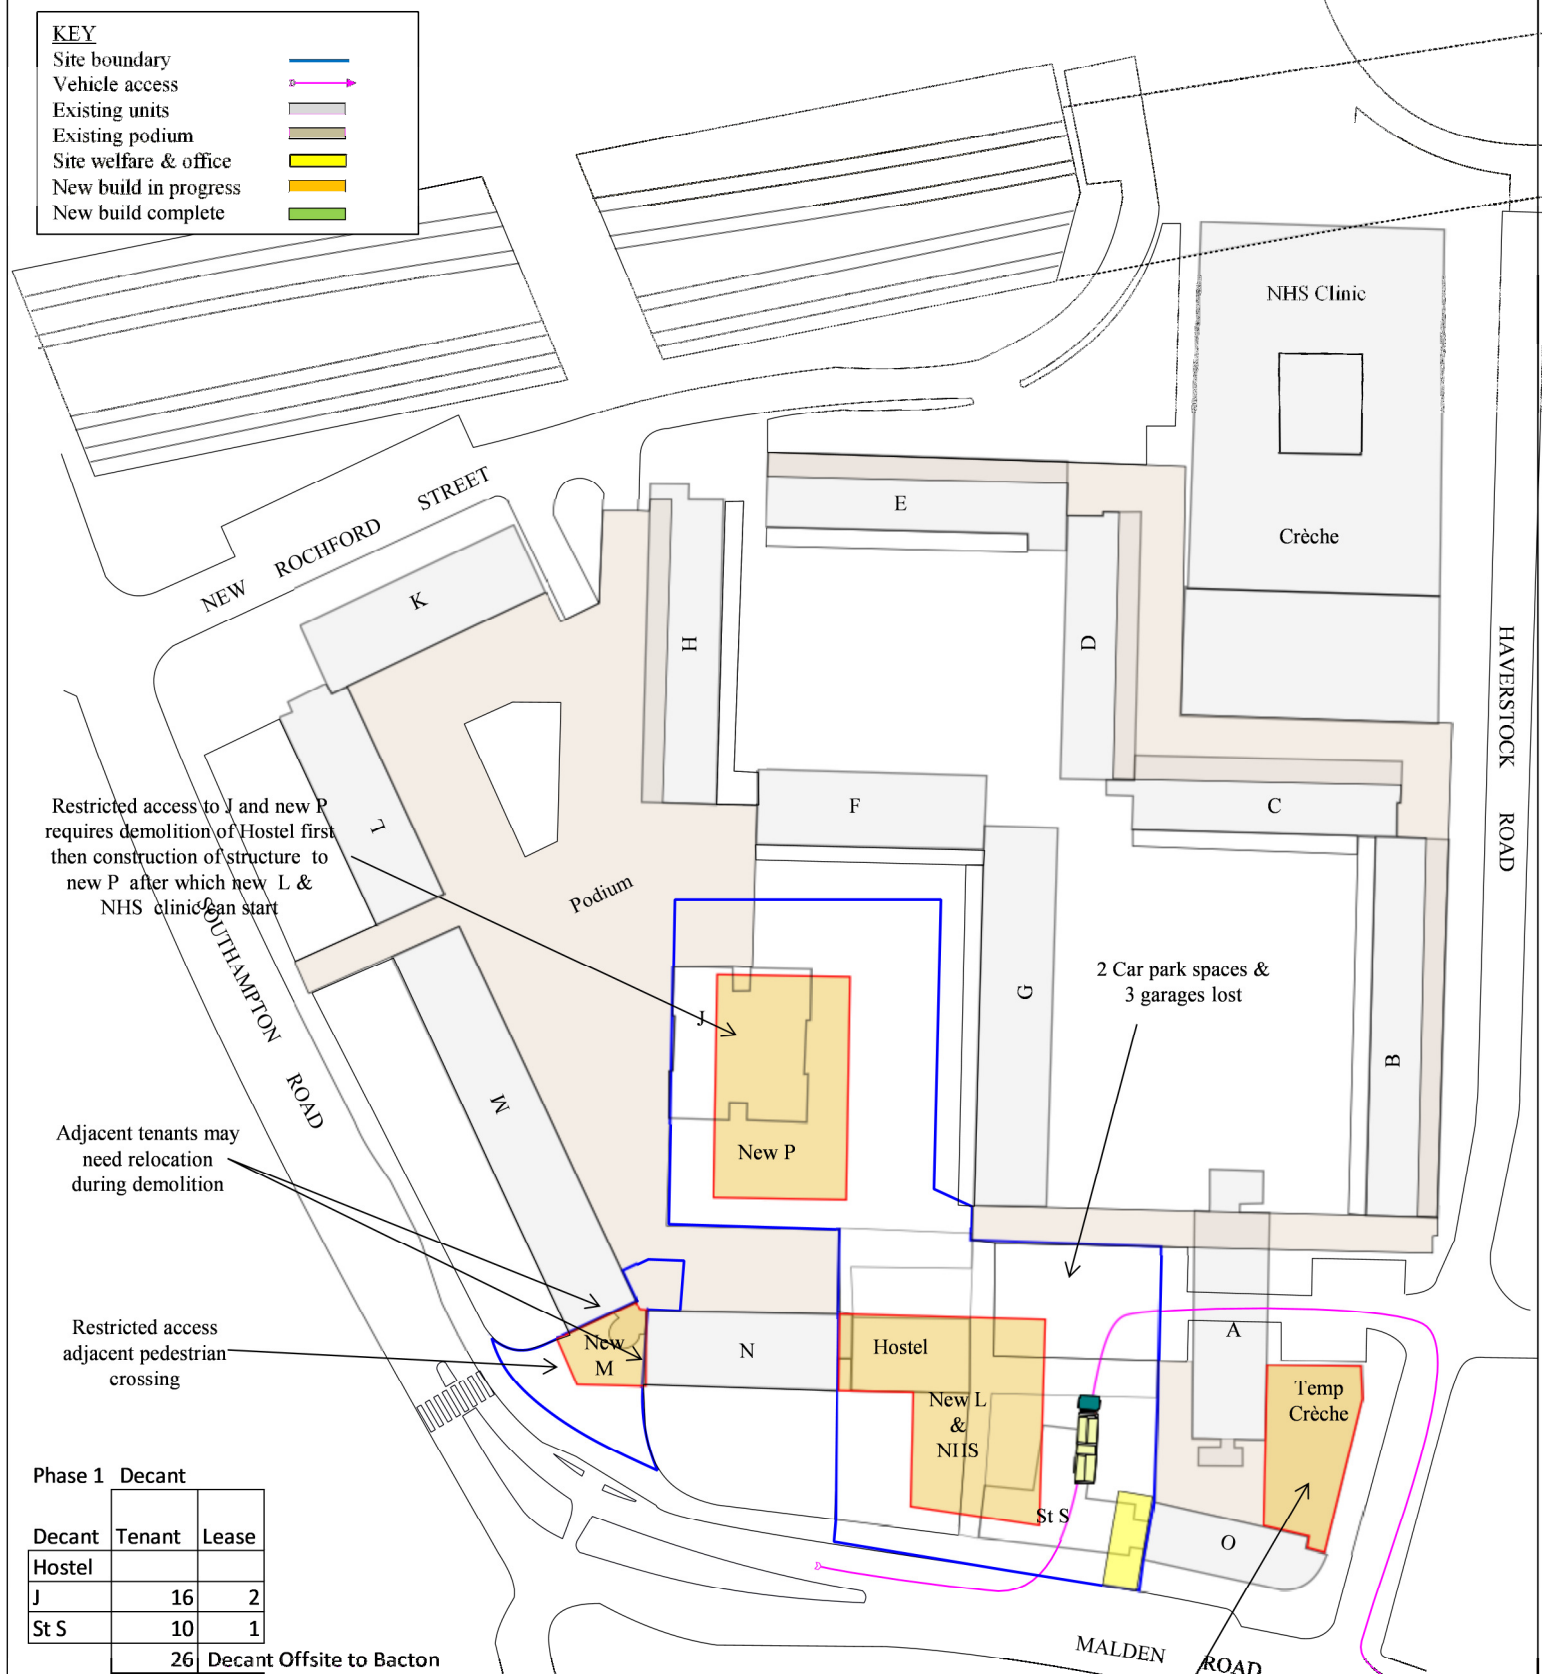 KEY
Site boundary
Vehicle access
Existing units
Existing podium
Site welfare & office
New build in progress
New build complete
NHS Clinic
Crèche
NEW ROCHFORD STREET
HAVERSTOCK ROAD
E
K
H
D
F
C
L
Restricted access to J and new P
requires demolition of Hostel first
then construction of structure to
new P after which new L &
NHS clinic can start
Podium
SOUTHAMPTON ROAD
2 Car park spaces &
3 garages lost
G
J
B
M
New P
Adjacent tenants may
need relocation
during demolition
Restricted access
adjacent pedestrian
crossing
New
M
N
Hostel
A
New L
&
NHS
Temp
Crèche
St S
O
MALDEN ROAD
Phase 1 Decant
Decant Tenant Lease
Hostel
J 16 2
St S 10 1
26 Decant Offsite to Bacton